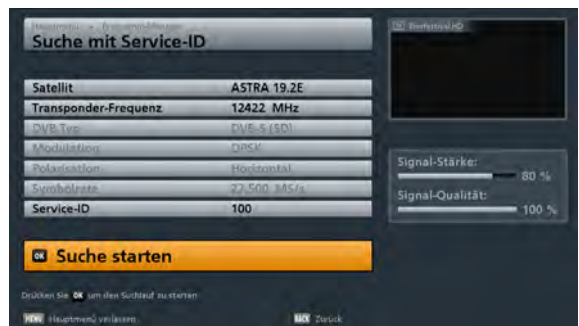 Hauptmenü
Suche mit Service-ID
Satellit ASTRA 19.2E
Transponder-Frequenz 12422 MHz
DVB Typ DVB-S (SD)
Modulation QPSK
Polarisation Horizontal
Symbolrate 27.500 MS/s
Service-ID 100
OK Suche starten
Drücken Sie OK um den Suchlauf zu starten
MENU Hauptmenü verlassen
BACK Zurück
Signal-Stärke:
80 %
Signal-Qualität:
100 %